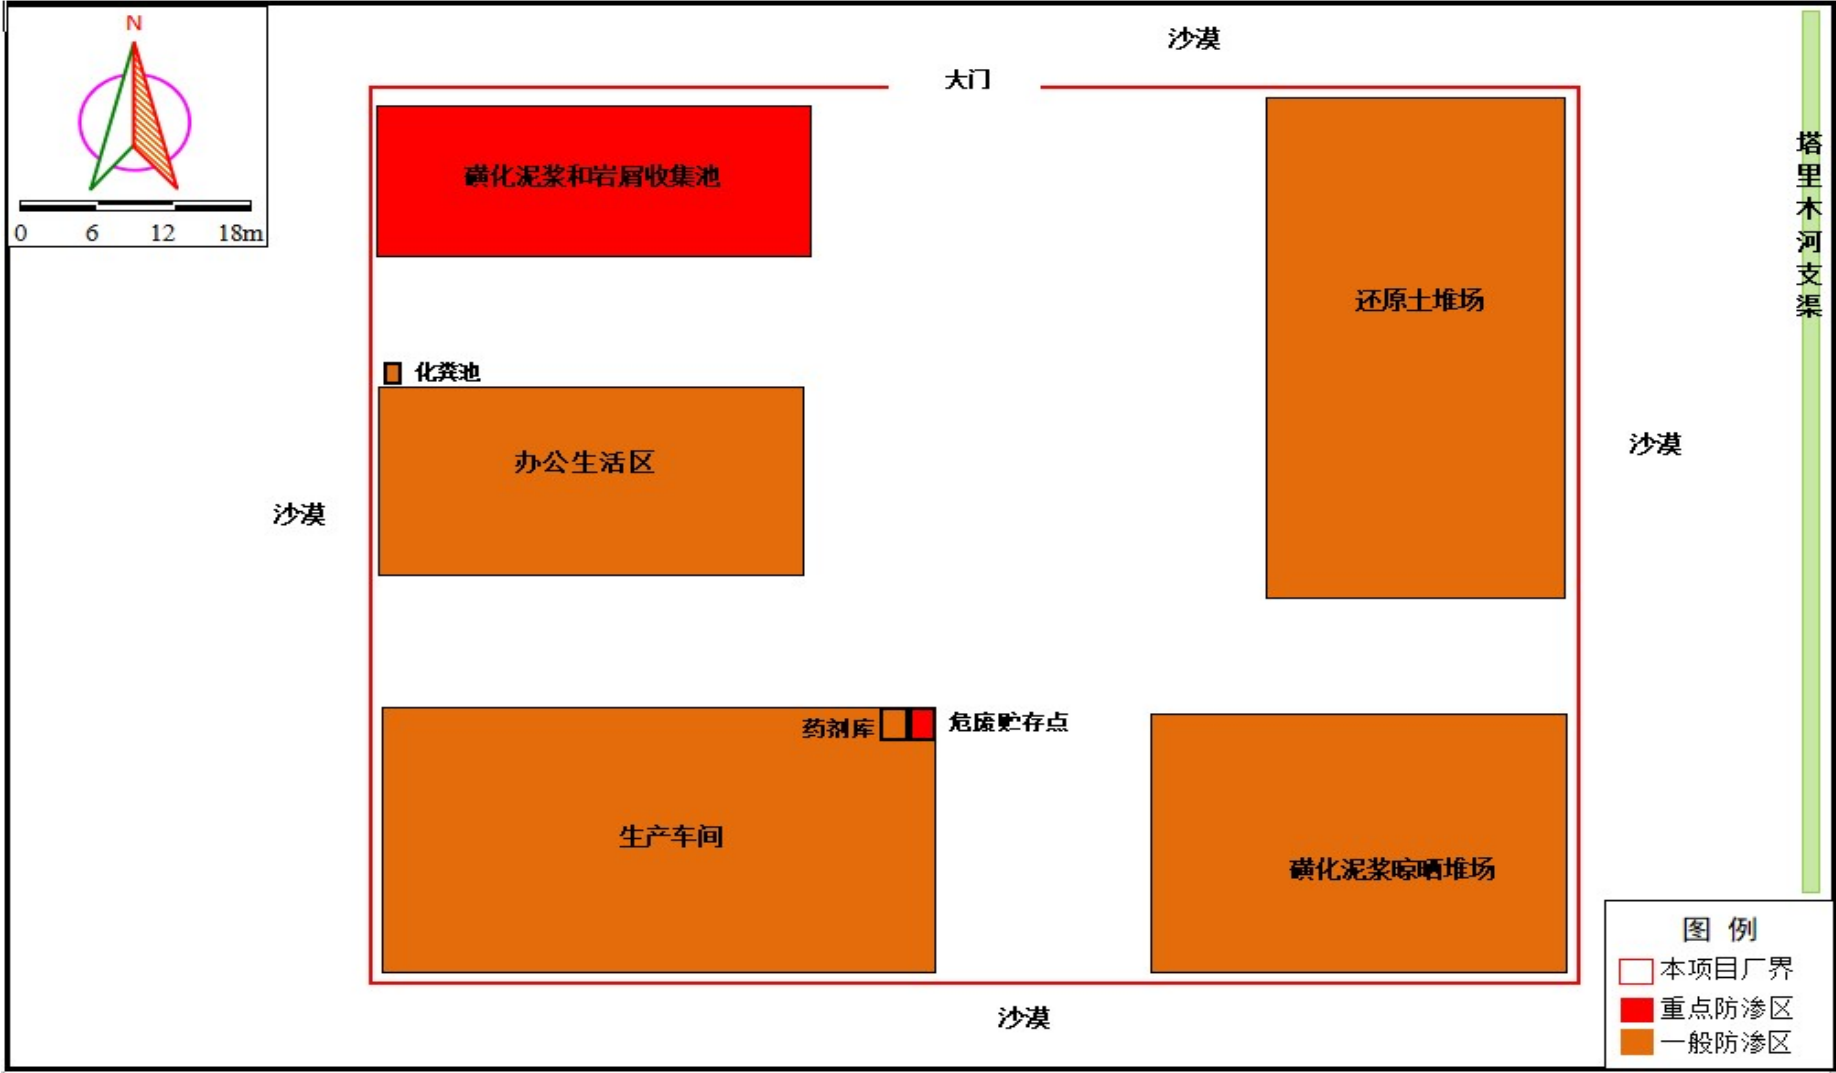 N
0 6 12 18m
沙漠
大门
磺化泥浆和岩屑收集池
还原土堆场
塔里木河支渠
化粪池
办公生活区
沙漠
沙漠
药剂库
危废贮存点
生产车间
磺化泥浆晾晒堆场
沙漠
图 例
本项目厂界
重点防渗区
一般防渗区